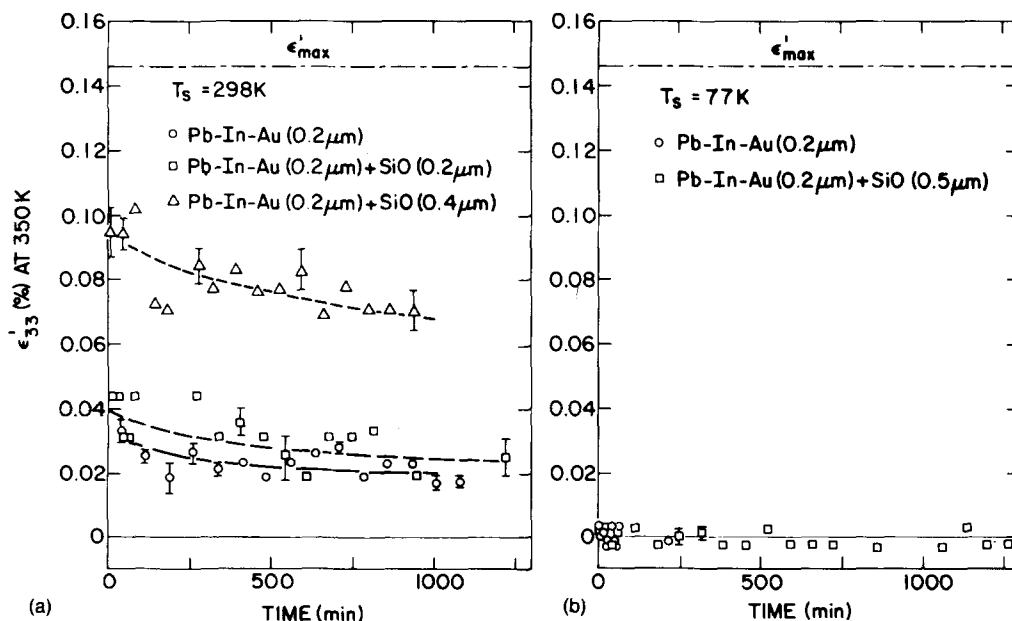 (a)
0.16
0.14
0.12
0.10
0.08
0.06
0.04
0.02
0
ϵ'33 (%) AT 350K
ϵ'max
Ts = 298K
○ Pb-In-Au (0.2μm)
□ Pb-In-Au (0.2μm) + SiO (0.2μm)
△ Pb-In-Au (0.2μm) + SiO (0.4μm)
0 500 1000
TIME (min)
(b)
0.16
0.14
0.12
0.10
0.08
0.06
0.04
0.02
0
ϵ'max
Ts = 77K
○ Pb-In-Au (0.2μm)
□ Pb-In-Au (0.2μm) + SiO (0.5μm)
0 500 1000
TIME (min)